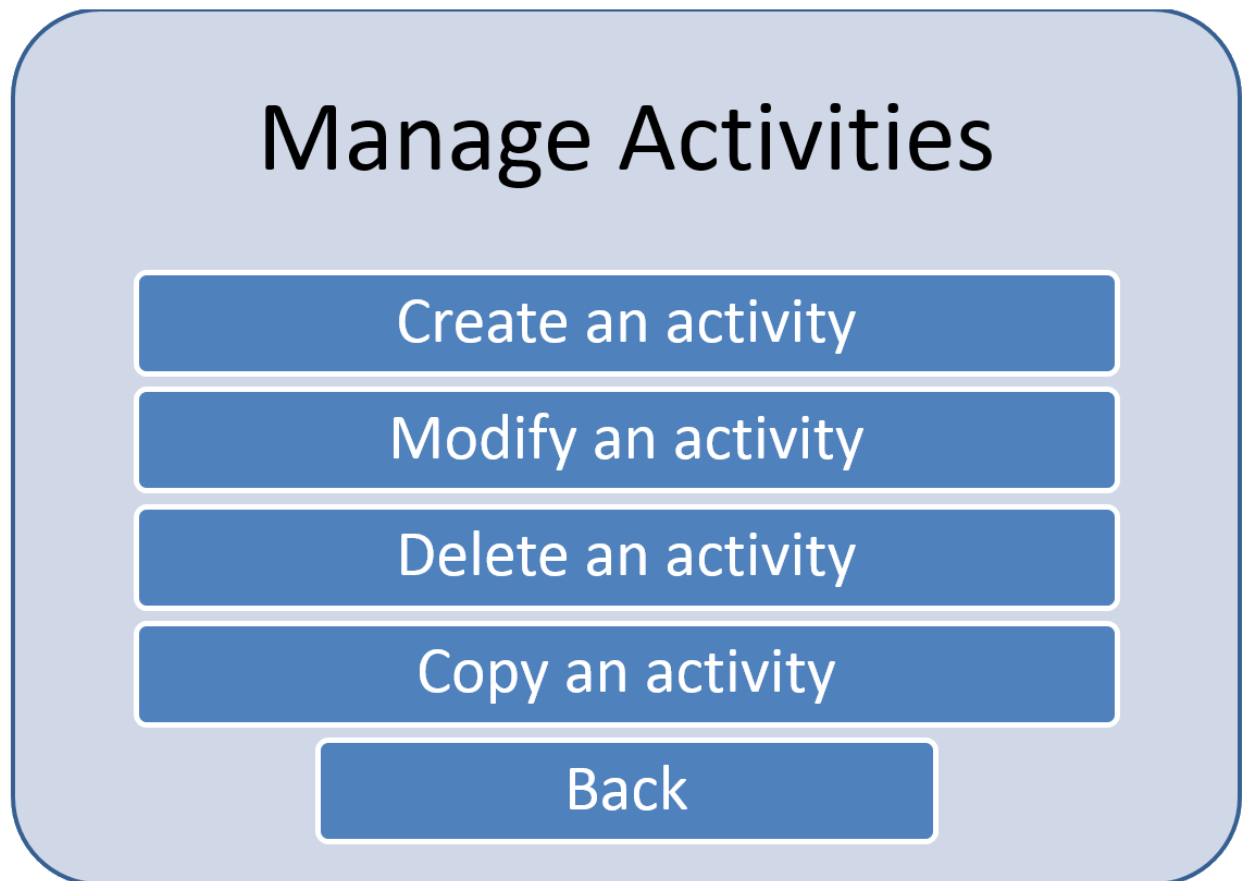 Manage Activities
Create an activity
Modify an activity
Delete an activity
Copy an activity
Back